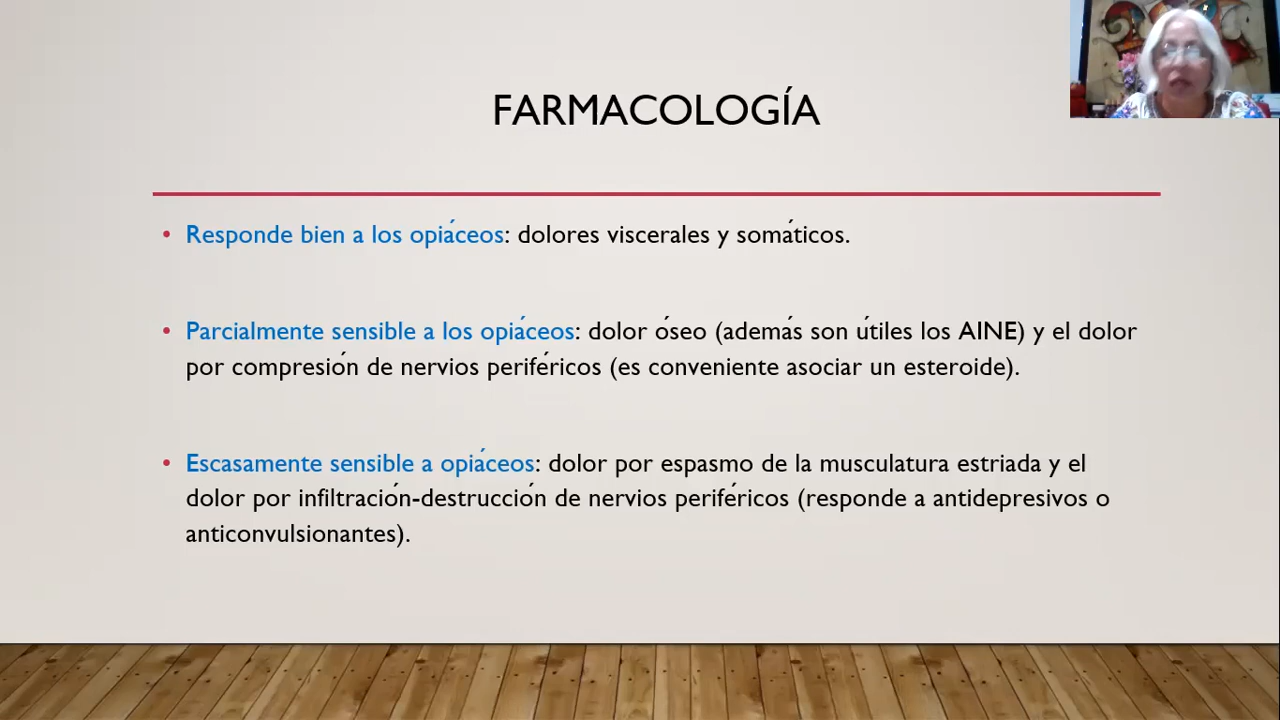 FARMACOLOGÍA
• Responde bien a los opiáceos: dolores viscerales y somáticos.
• Parcialmente sensible a los opiáceos: dolor óseo (además son útiles los AINE) y el dolor
por compresión de nervios periféricos (es conveniente asociar un esteroide).
• Escasamente sensible a opiáceos: dolor por espasmo de la musculatura estriada y el
dolor por infiltración-destrucción de nervios periféricos (responde a antidepresivos o
anticonvulsionantes).